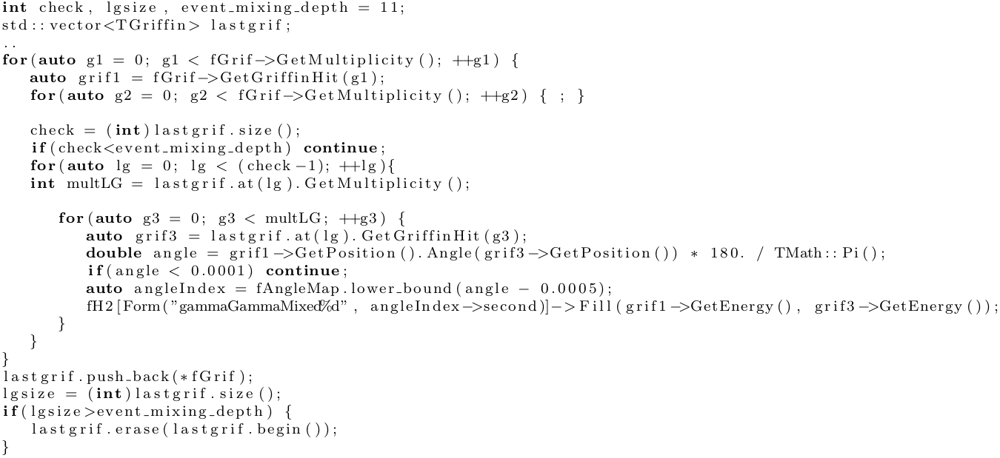 int check, lgsize, event_mixing_depth = 11;
std::vector<TGriffin> lastgrif;
..
for(auto g1 = 0; g1 < fGrif->GetMultiplicity(); ++g1) {
auto grif1 = fGrif->GetGriffinHit(g1);
for(auto g2 = 0; g2 < fGrif->GetMultiplicity(); ++g2) { ; }
check = (int)lastgrif.size();
if(check<event_mixing_depth) continue;
for(auto lg = 0; lg < (check-1); ++lg){
int multLG = lastgrif.at(lg).GetMultiplicity();
for(auto g3 = 0; g3 < multLG; ++g3) {
auto grif3 = lastgrif.at(lg).GetGriffinHit(g3);
double angle = grif1->GetPosition().Angle(grif3->GetPosition()) * 180. / TMath::Pi();
if(angle < 0.0001) continue;
auto angleIndex = fAngleMap.lower_bound(angle - 0.0005);
fH2[Form("gammaGammaMixed%d", angleIndex->second)]->Fill(grif1->GetEnergy(), grif3->GetEnergy());
}
}
}
lastgrif.push_back(*fGrif);
lgsize = (int)lastgrif.size();
if(lgsize>event_mixing_depth) {
lastgrif.erase(lastgrif.begin());
}